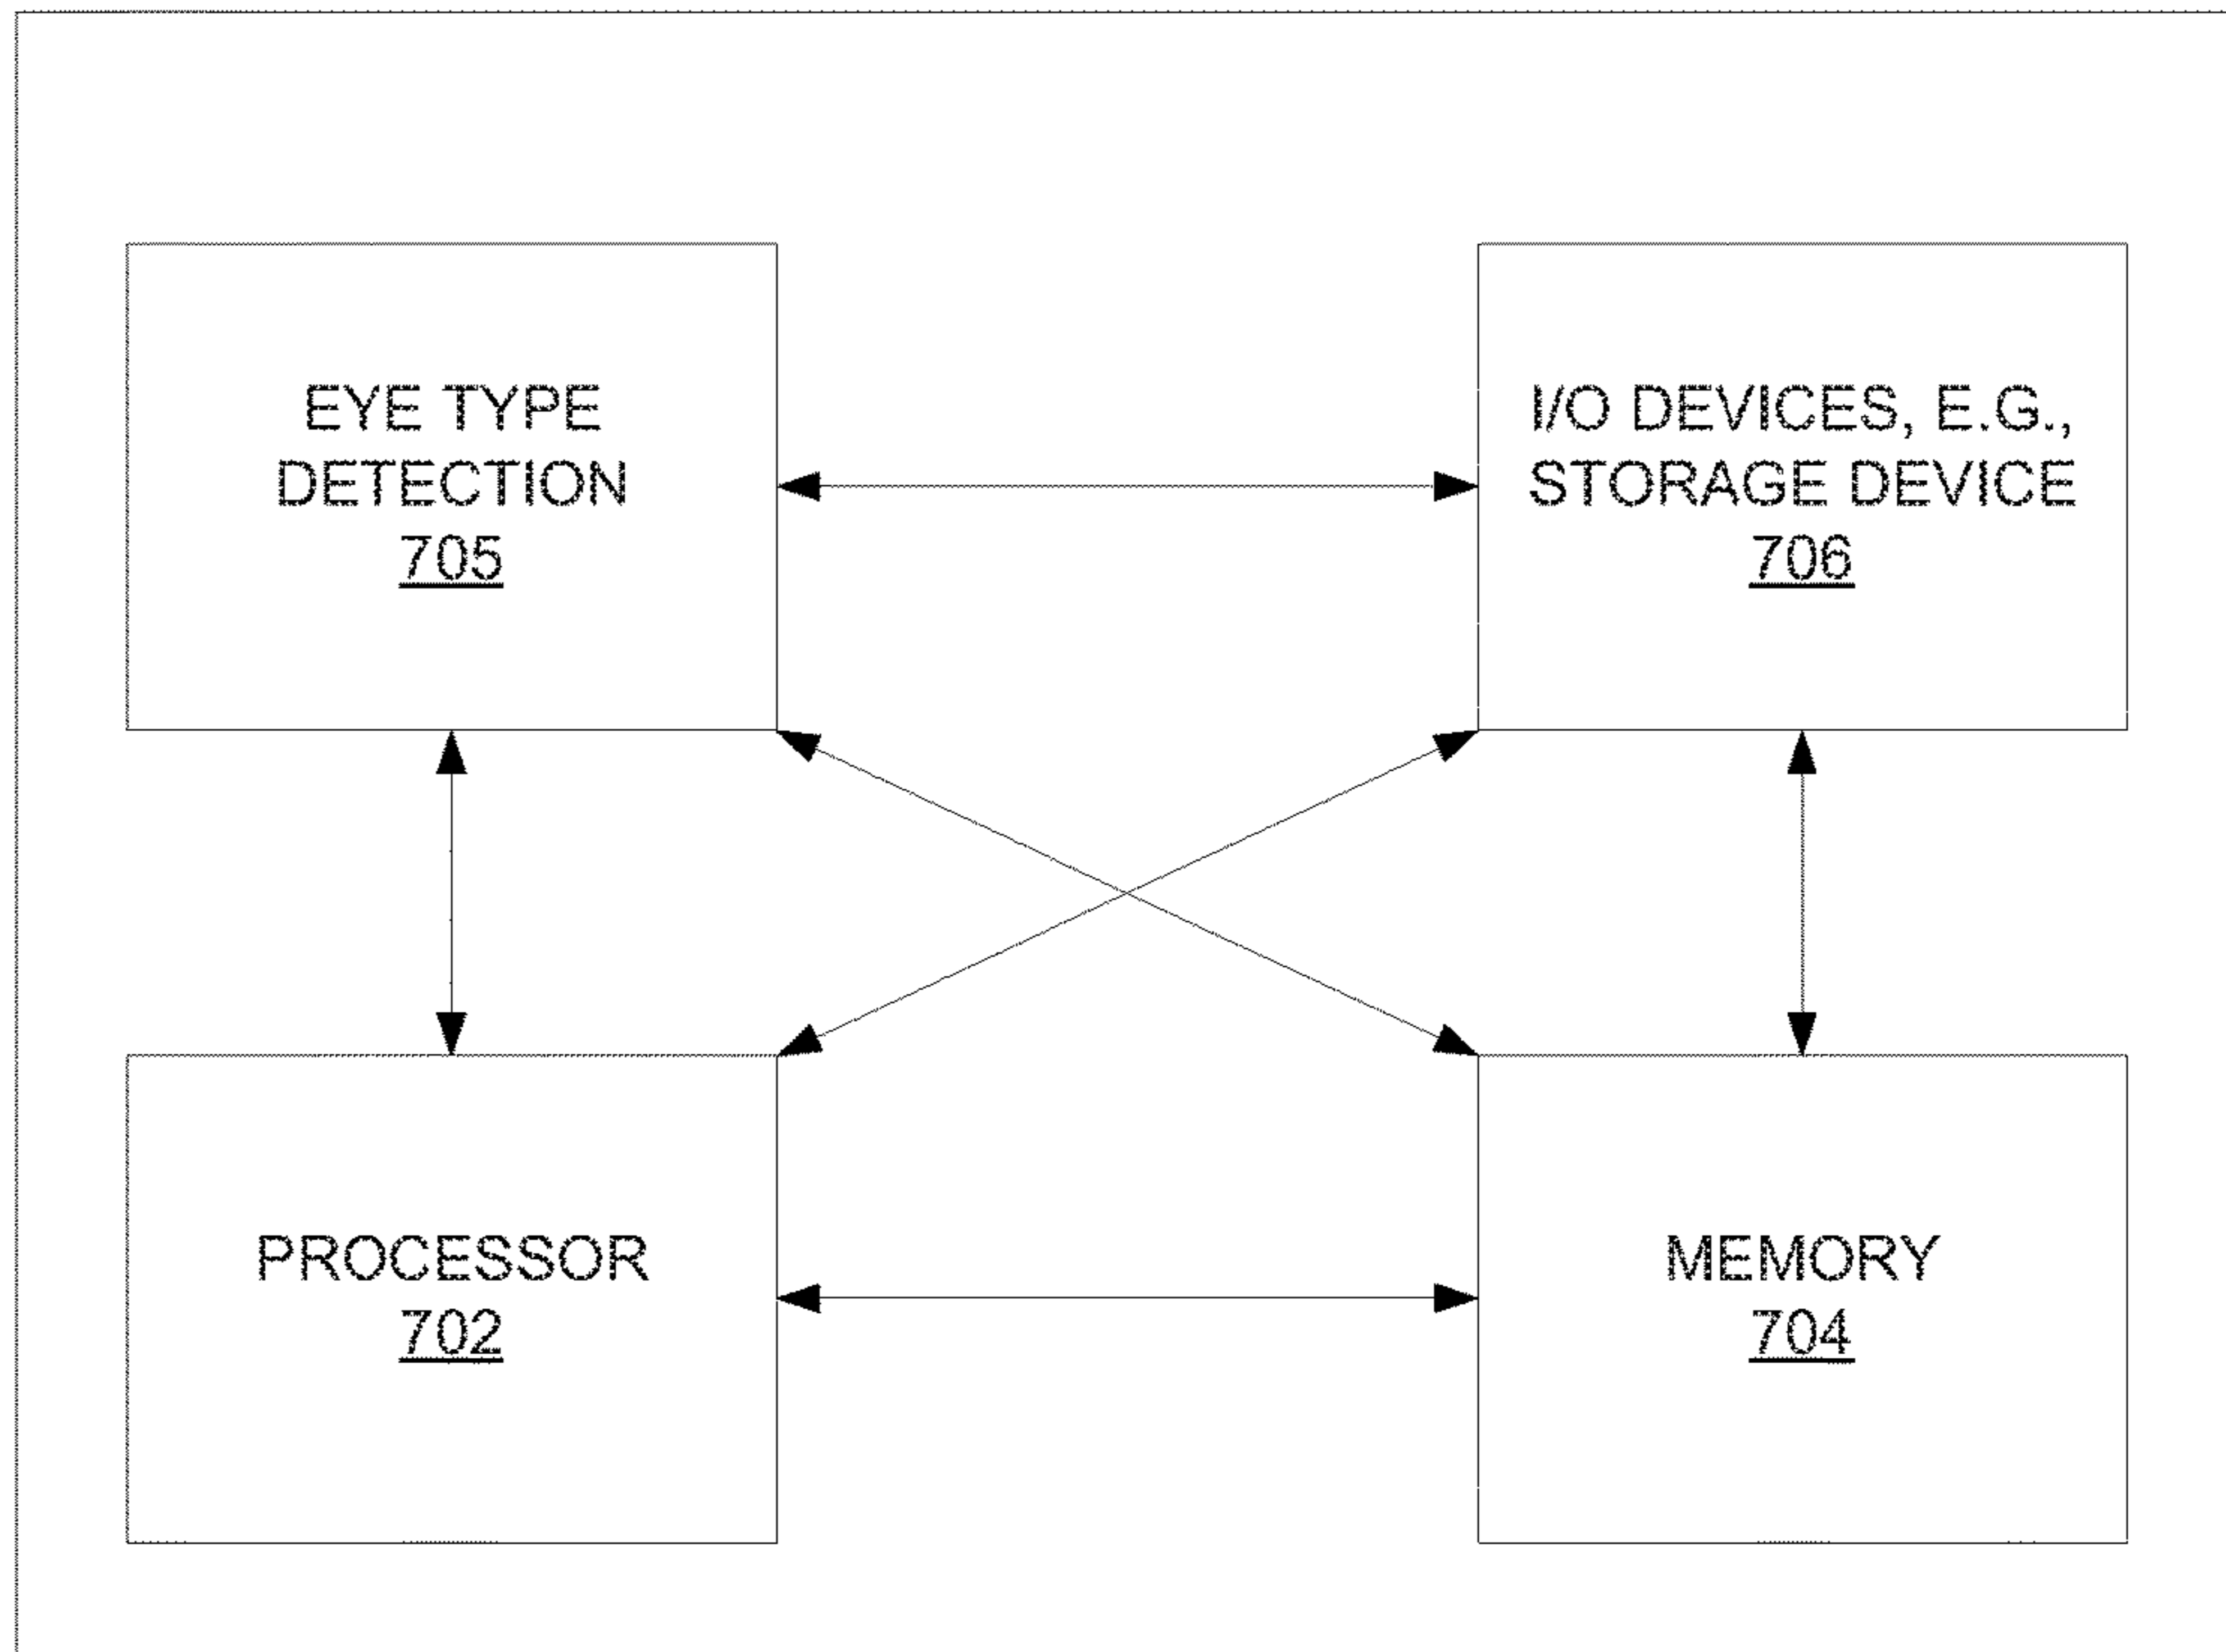 EYE TYPE
DETECTION
705
I/O DEVICES, E.G.,
STORAGE DEVICE
706
PROCESSOR
702
MEMORY
704